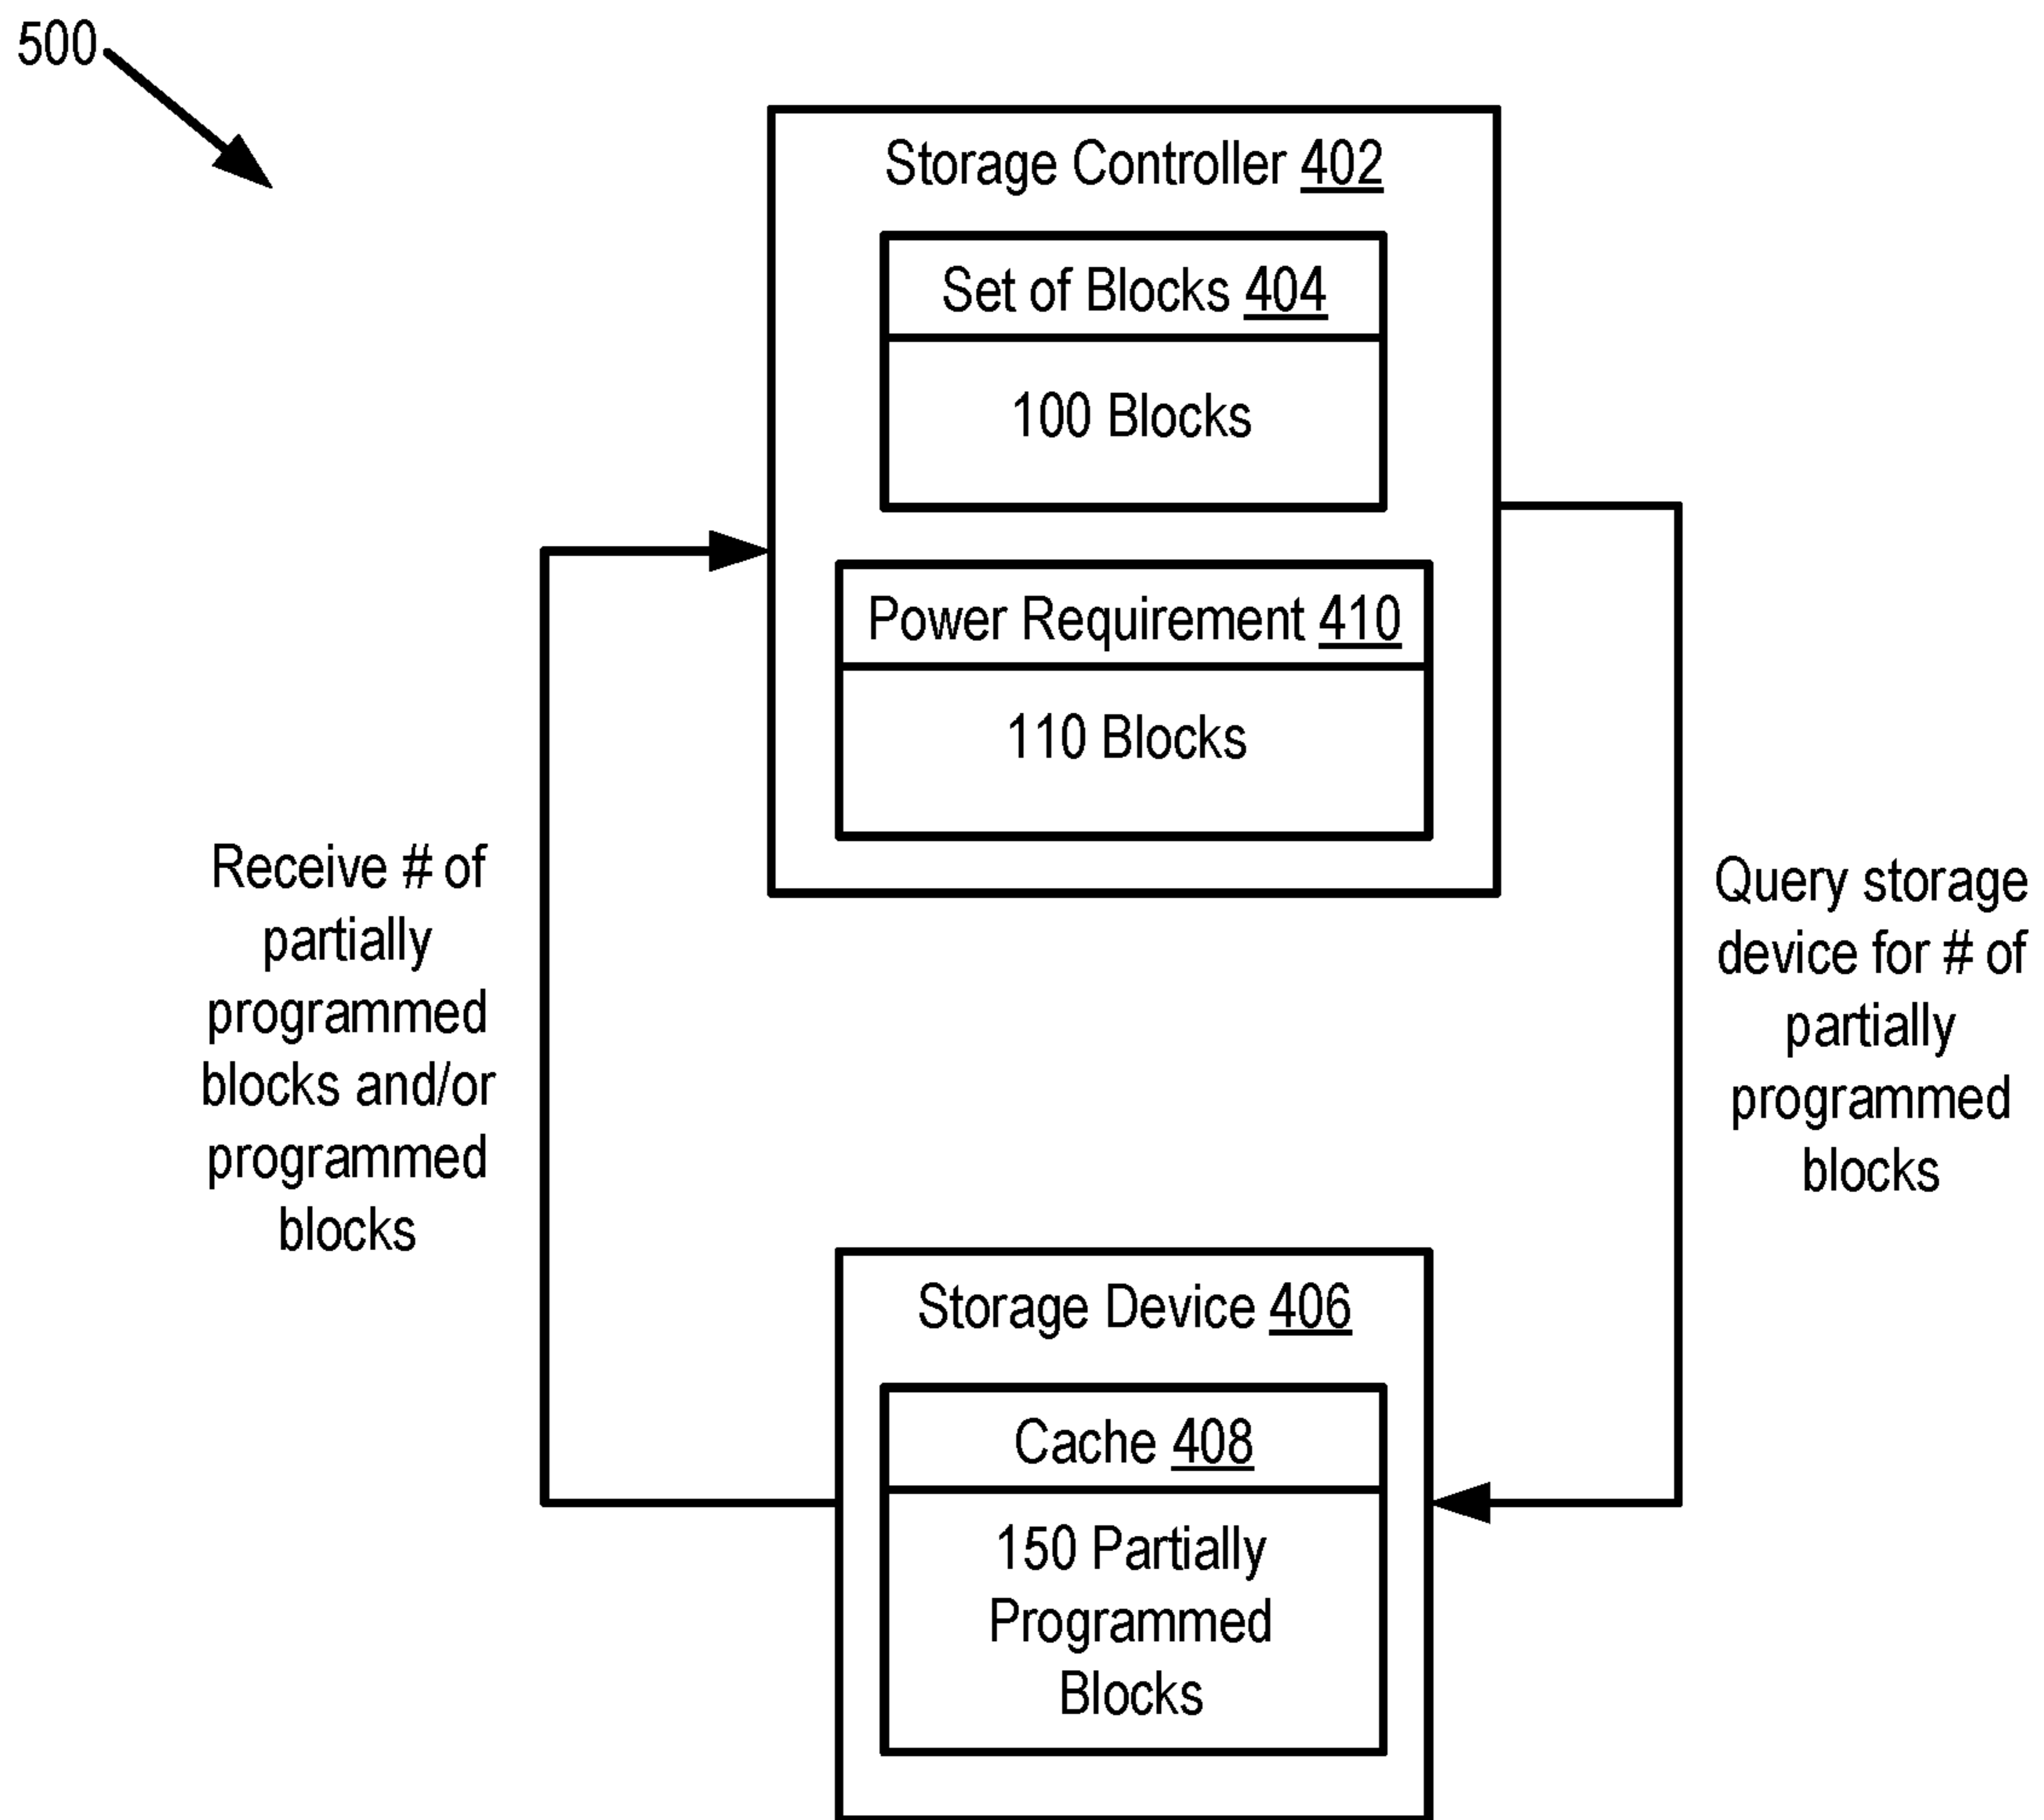 500
Storage Controller 402
Set of Blocks 404
100 Blocks
Power Requirement 410
110 Blocks
Receive # of
partially
programmed
blocks and/or
programmed
blocks
Query storage
device for # of
partially
programmed
blocks
Storage Device 406
Cache 408
150 Partially
Programmed
Blocks